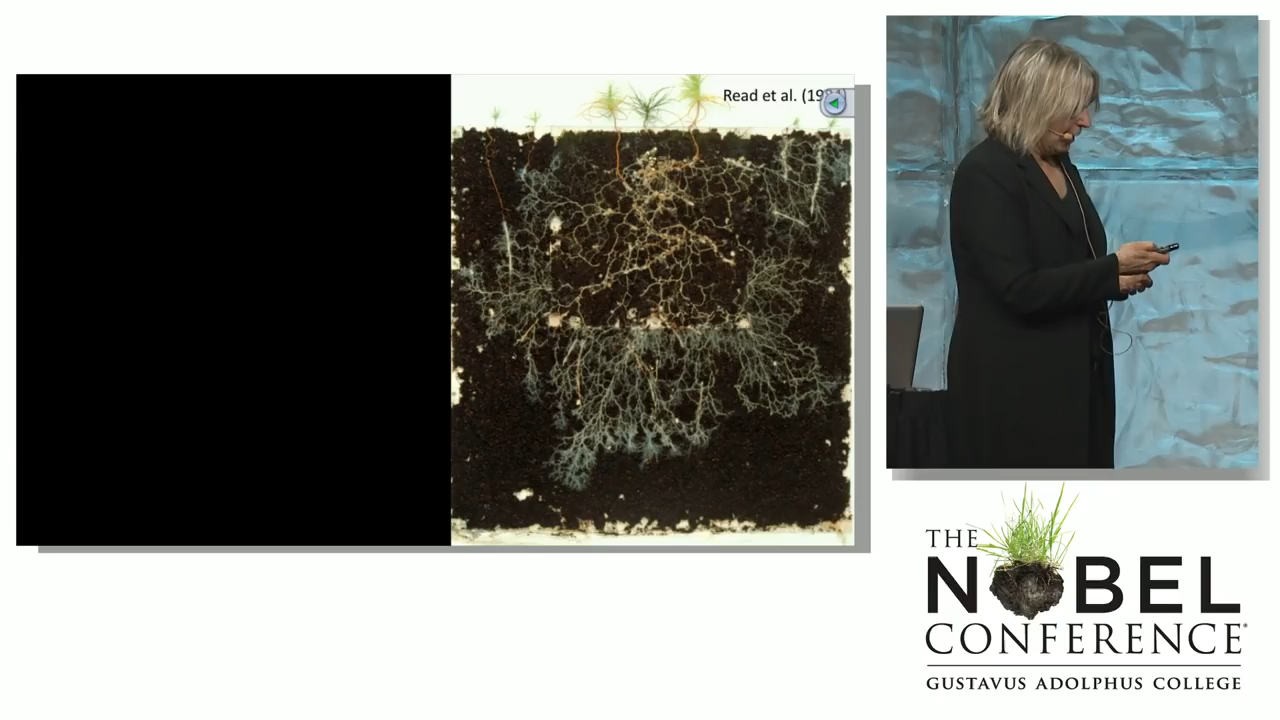 Read et al.
THE
NOBEL
CONFERENCE®
GUSTAVUS ADOLPHUS COLLEGE